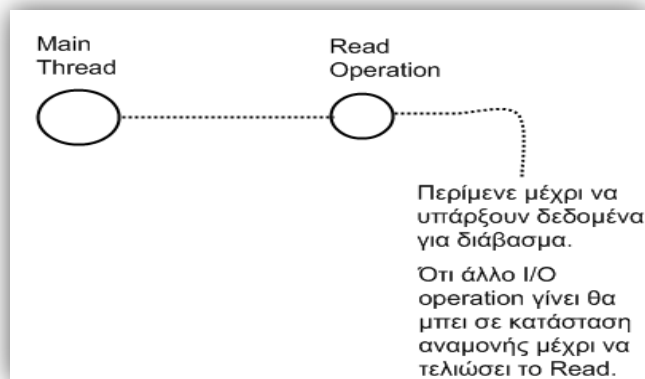 Main
Thread
Read
Operation
Περίμενε μέχρι να
υπάρξουν δεδομένα
για διάβασμα.
Ότι άλλο I/O
operation γίνει θα
μπει σε κατάσταση
αναμονής μέχρι να
τελιώσει το Read.